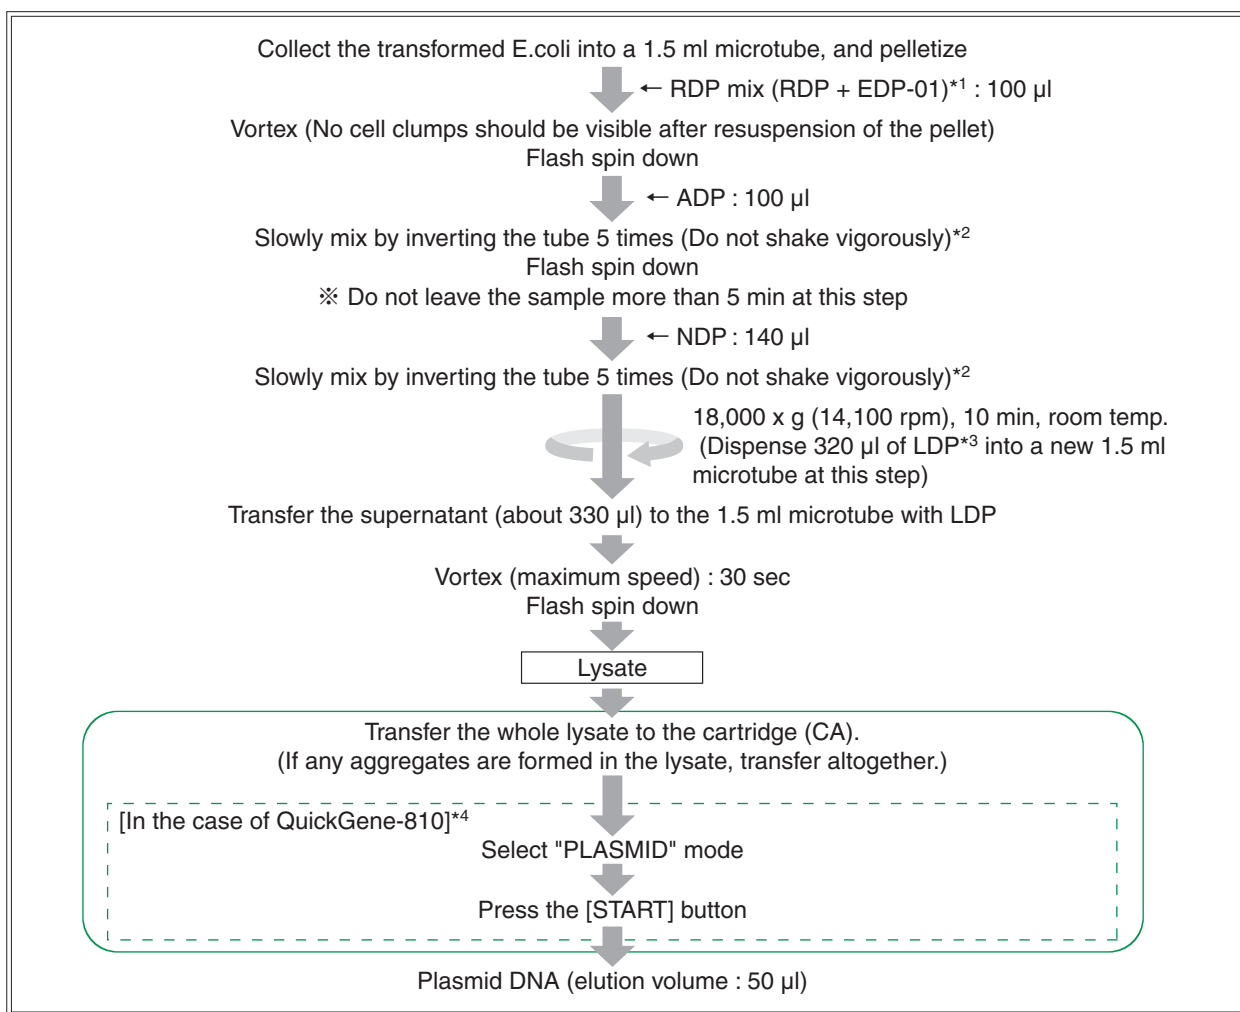 Collect the transformed E.coli into a 1.5 ml microtube, and pelletize
← RDP mix (RDP + EDP-01)*1 : 100 µl
Vortex (No cell clumps should be visible after resuspension of the pellet)
Flash spin down
← ADP : 100 µl
Slowly mix by inverting the tube 5 times (Do not shake vigorously)*2
Flash spin down
※ Do not leave the sample more than 5 min at this step
← NDP : 140 µl
Slowly mix by inverting the tube 5 times (Do not shake vigorously)*2
18,000 x g (14,100 rpm), 10 min, room temp.
(Dispense 320 µl of LDP*3 into a new 1.5 ml
microtube at this step)
Transfer the supernatant (about 330 µl) to the 1.5 ml microtube with LDP
Vortex (maximum speed) : 30 sec
Flash spin down
Lysate
Transfer the whole lysate to the cartridge (CA).
(If any aggregates are formed in the lysate, transfer altogether.)
[In the case of QuickGene-810]*4
Select "PLASMID" mode
Press the [START] button
Plasmid DNA (elution volume : 50 µl)